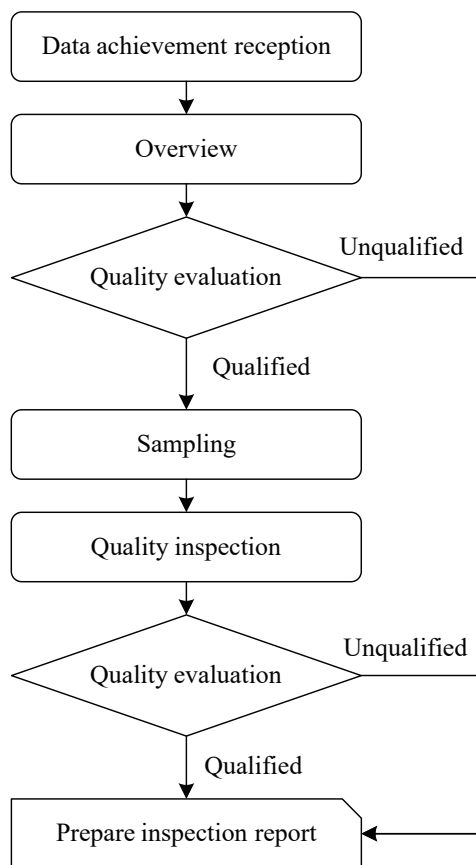 Data achievement reception
Overview
Unqualified
Quality evaluation
Qualified
Sampling
Quality inspection
Unqualified
Quality evaluation
Qualified
Prepare inspection report